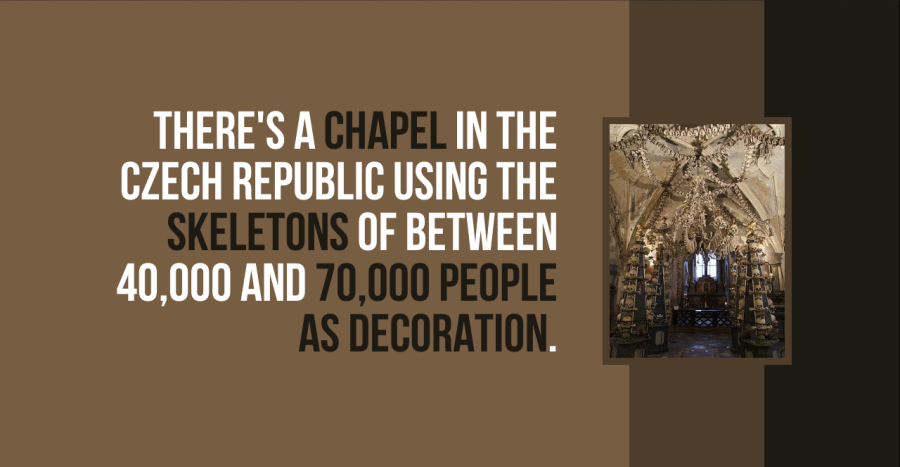 THERE'S A CHAPEL IN THE
CZECH REPUBLIC USING THE
SKELETONS OF BETWEEN
40,000 AND 70,000 PEOPLE
AS DECORATION.